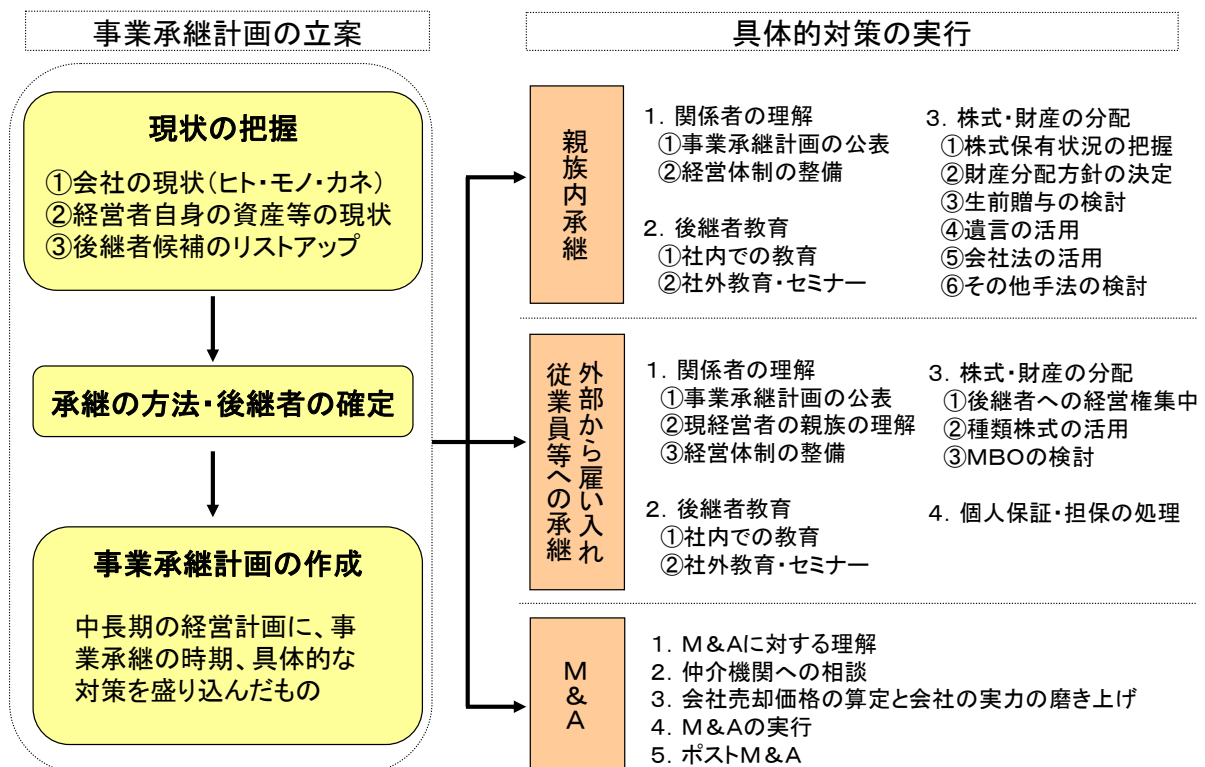 事業承継計画の立案
現状の把握
①会社の現状(ヒト・モノ・カネ)
②経営者自身の資産等の現状
③後継者候補のリストアップ
承継の方法・後継者の確定
事業承継計画の作成
中長期の経営計画に、事
業承継の時期、具体的な
対策を盛り込んだもの
具体的対策の実行
親族内承継
1. 関係者の理解
①事業承継計画の公表
②経営体制の整備
2. 後継者教育
①社内での教育
②社外教育・セミナー
3. 株式・財産の分配
①株式保有状況の把握
②財産分配方針の決定
③生前贈与の検討
④遺言の活用
⑤会社法の活用
⑥その他手法の検討
従業員等への承継
外部から雇い入れ
1. 関係者の理解
①事業承継計画の公表
②現経営者の親族の理解
③経営体制の整備
2. 後継者教育
①社内での教育
②社外教育・セミナー
3. 株式・財産の分配
①後継者への経営権集中
②種類株式の活用
③MBOの検討
4. 個人保証・担保の処理
M&A
1. M&Aに対する理解
2. 仲介機関への相談
3. 会社売却価格の算定と会社の実力の磨き上げ
4. M&Aの実行
5. ポストM&A